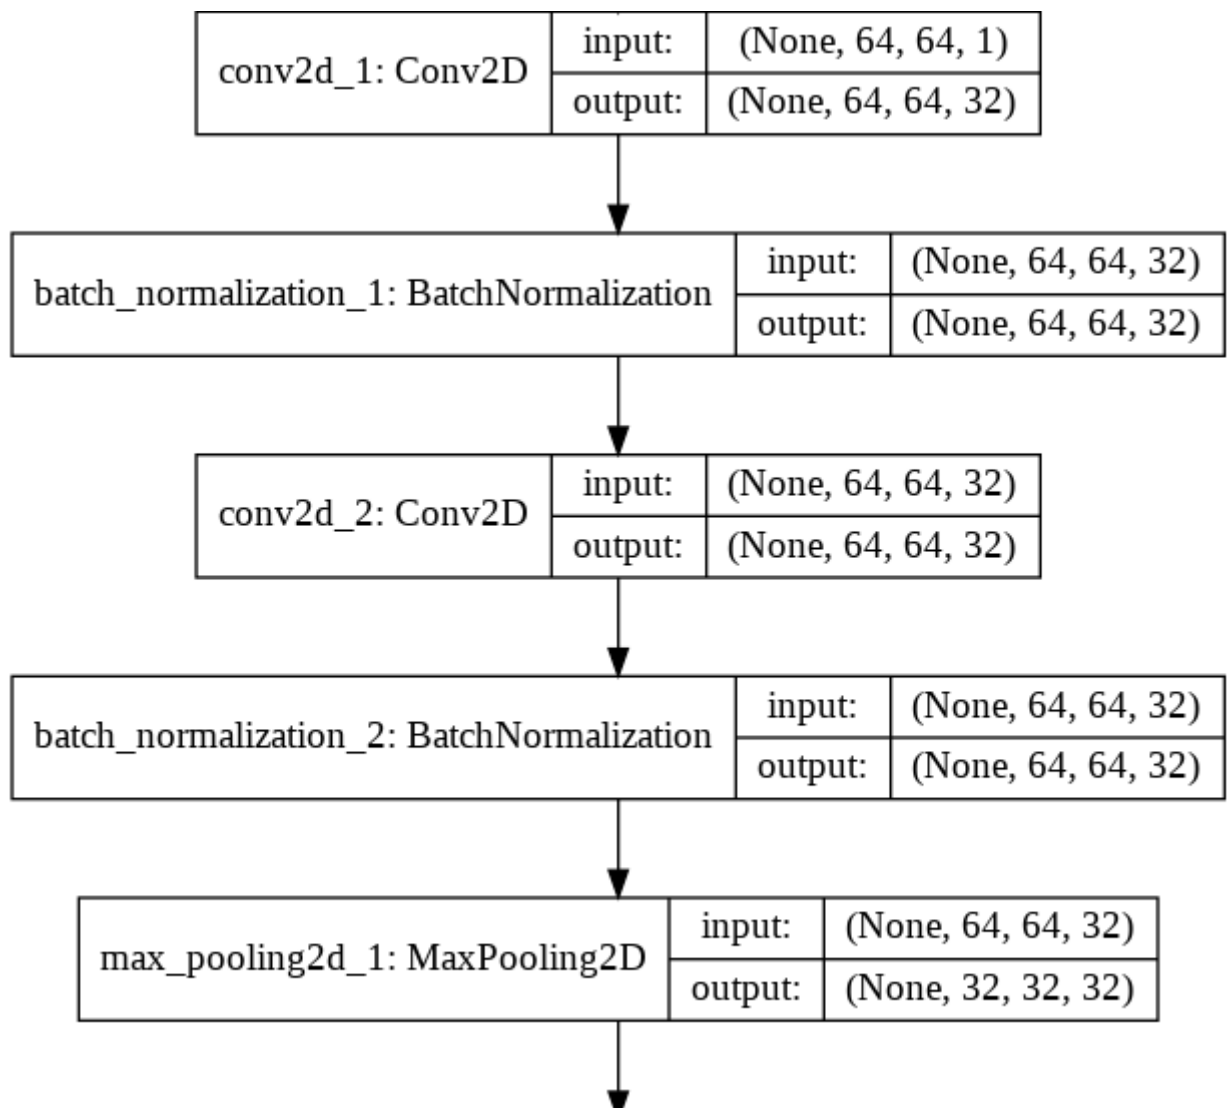 conv2d_1: Conv2D
input: (None, 64, 64, 1)
output: (None, 64, 64, 32)
batch_normalization_1: BatchNormalization
input: (None, 64, 64, 32)
output: (None, 64, 64, 32)
conv2d_2: Conv2D
input: (None, 64, 64, 32)
output: (None, 64, 64, 32)
batch_normalization_2: BatchNormalization
input: (None, 64, 64, 32)
output: (None, 64, 64, 32)
max_pooling2d_1: MaxPooling2D
input: (None, 64, 64, 32)
output: (None, 32, 32, 32)